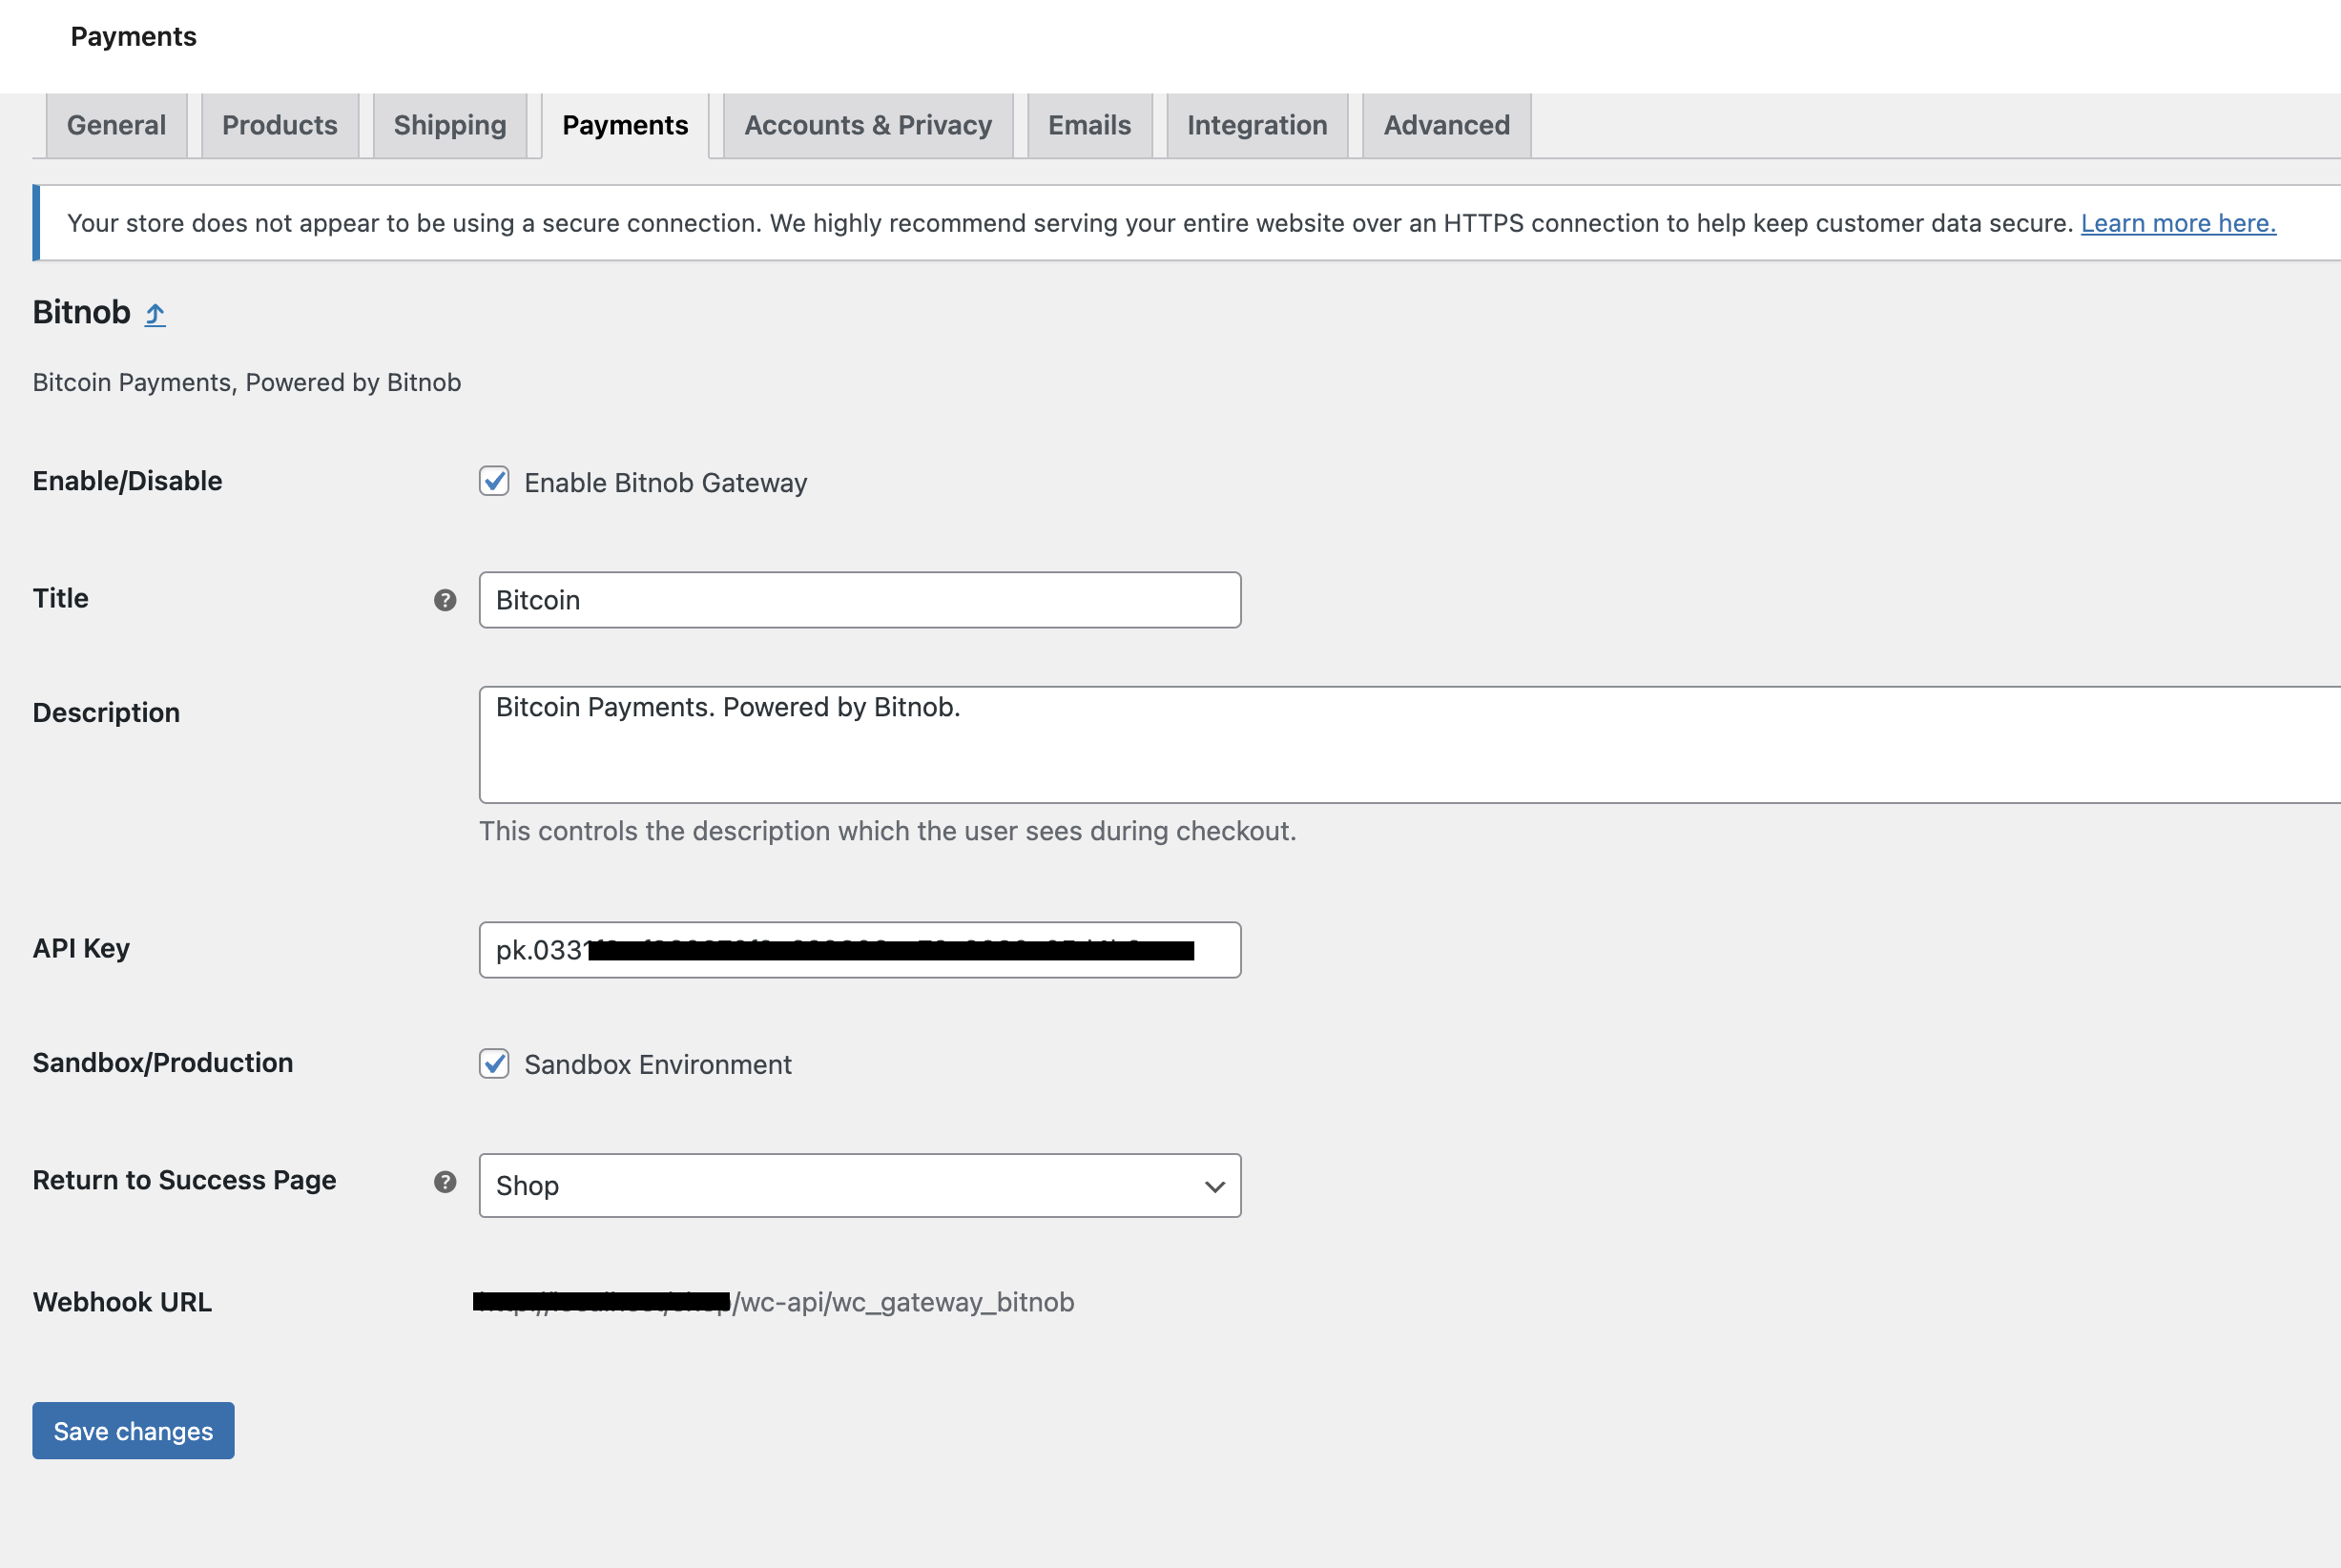 Payments
General Products Shipping Payments Accounts & Privacy Emails Integration Advanced
Your store does not appear to be using a secure connection. We highly recommend serving your entire website over an HTTPS connection to help keep customer data secure. Learn more here.
Bitnob
Bitcoin Payments, Powered by Bitnob
Enable/Disable Enable Bitnob Gateway
Title ? Bitcoin
Description Bitcoin Payments. Powered by Bitnob.
This controls the description which the user sees during checkout.
API Key pk.0331
Sandbox/Production Sandbox Environment
Return to Success Page ? Shop
Webhook URL /wc-api/wc_gateway_bitnob
Save changes